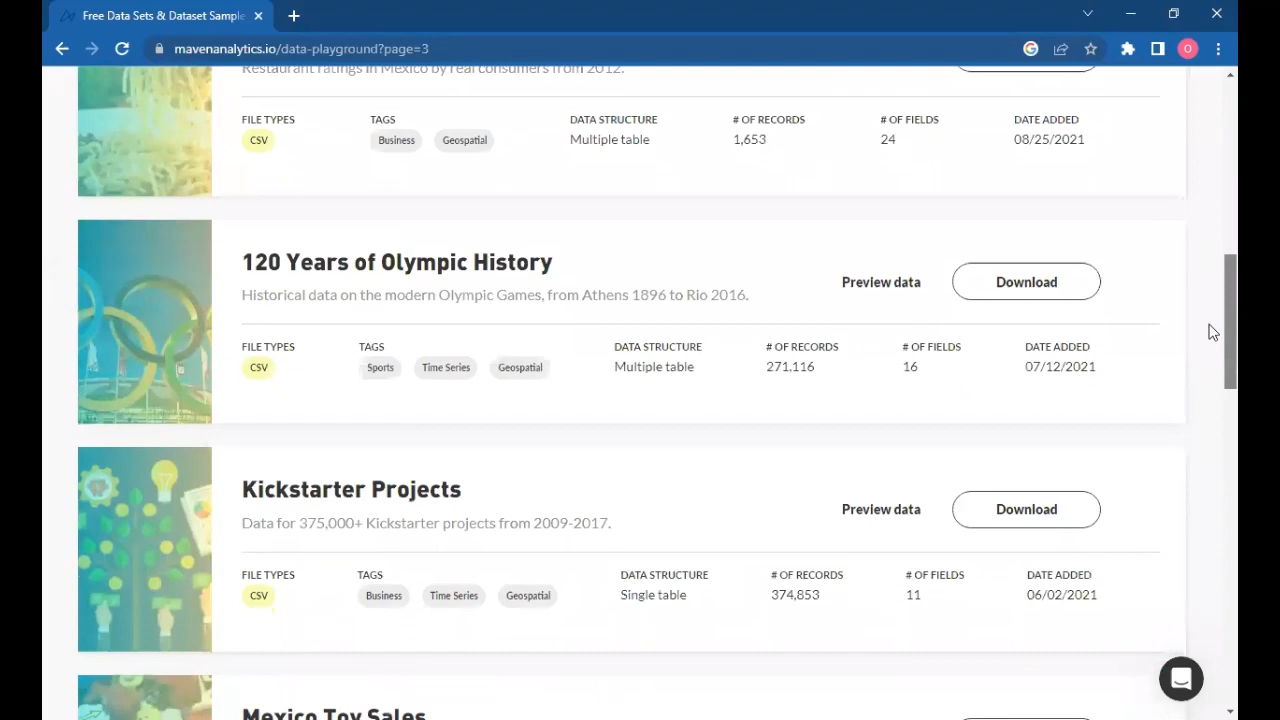 Free Data Sets & Dataset Sample
mavenanalytics.io/data-playground?page=3
O
Restaurant ratings in Mexico by real consumers from 2012.
FILE TYPES TAGS DATA STRUCTURE # OF RECORDS # OF FIELDS DATE ADDED
CSV Business Geospatial Multiple table 1,653 24 08/25/2021
120 Years of Olympic History
Preview data Download
Historical data on the modern Olympic Games, from Athens 1896 to Rio 2016.
FILE TYPES TAGS DATA STRUCTURE # OF RECORDS # OF FIELDS DATE ADDED
CSV Sports Time Series Geospatial Multiple table 271,116 16 07/12/2021
Kickstarter Projects
Preview data Download
Data for 375,000+ Kickstarter projects from 2009-2017.
FILE TYPES TAGS DATA STRUCTURE # OF RECORDS # OF FIELDS DATE ADDED
CSV Business Time Series Geospatial Single table 374,853 11 06/02/2021
Mexico Toy Sales